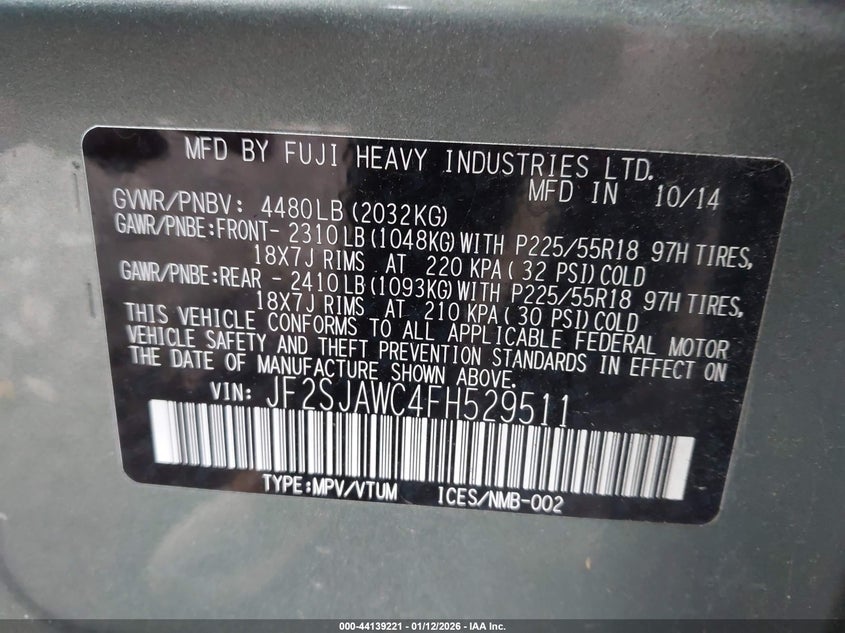 MFD BY FUJI HEAVY INDUSTRIES LTD.
MFD IN 10/14
GVWR/PNBV: 4480LB (2032KG)
GAWR/PNBE:FRONT- 2310LB (1048KG) WITH P225/55R18 97H TIRES,
18X7J RIMS AT 220 KPA ( 32 PSI) COLD
GAWR/PNBE:REAR - 2410LB (1093KG) WITH P225/55R18 97H TIRES,
18X7J RIMS AT 210 KPA ( 30 PSI) COLD
THIS VEHICLE CONFORMS TO ALL APPLICABLE FEDERAL MOTOR
VEHICLE SAFETY AND THEFT PREVENTION STANDARDS IN EFFECT ON
THE DATE OF MANUFACTURE SHOWN ABOVE.
VIN: JF2SJAWC4FH529511
TYPE:MPV/VTUM ICES/NMB-002
000-44139221 - 01/12/2026 - IAA Inc.